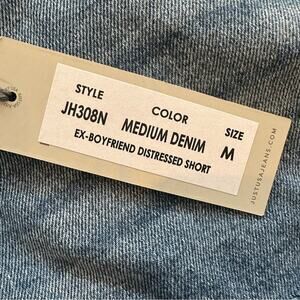 STYLE COLOR SIZE
JH308N MEDIUM DENIM M
EX-BOYFRIEND DISTRESSED SHORT
JUSTUSAJEANS.COM